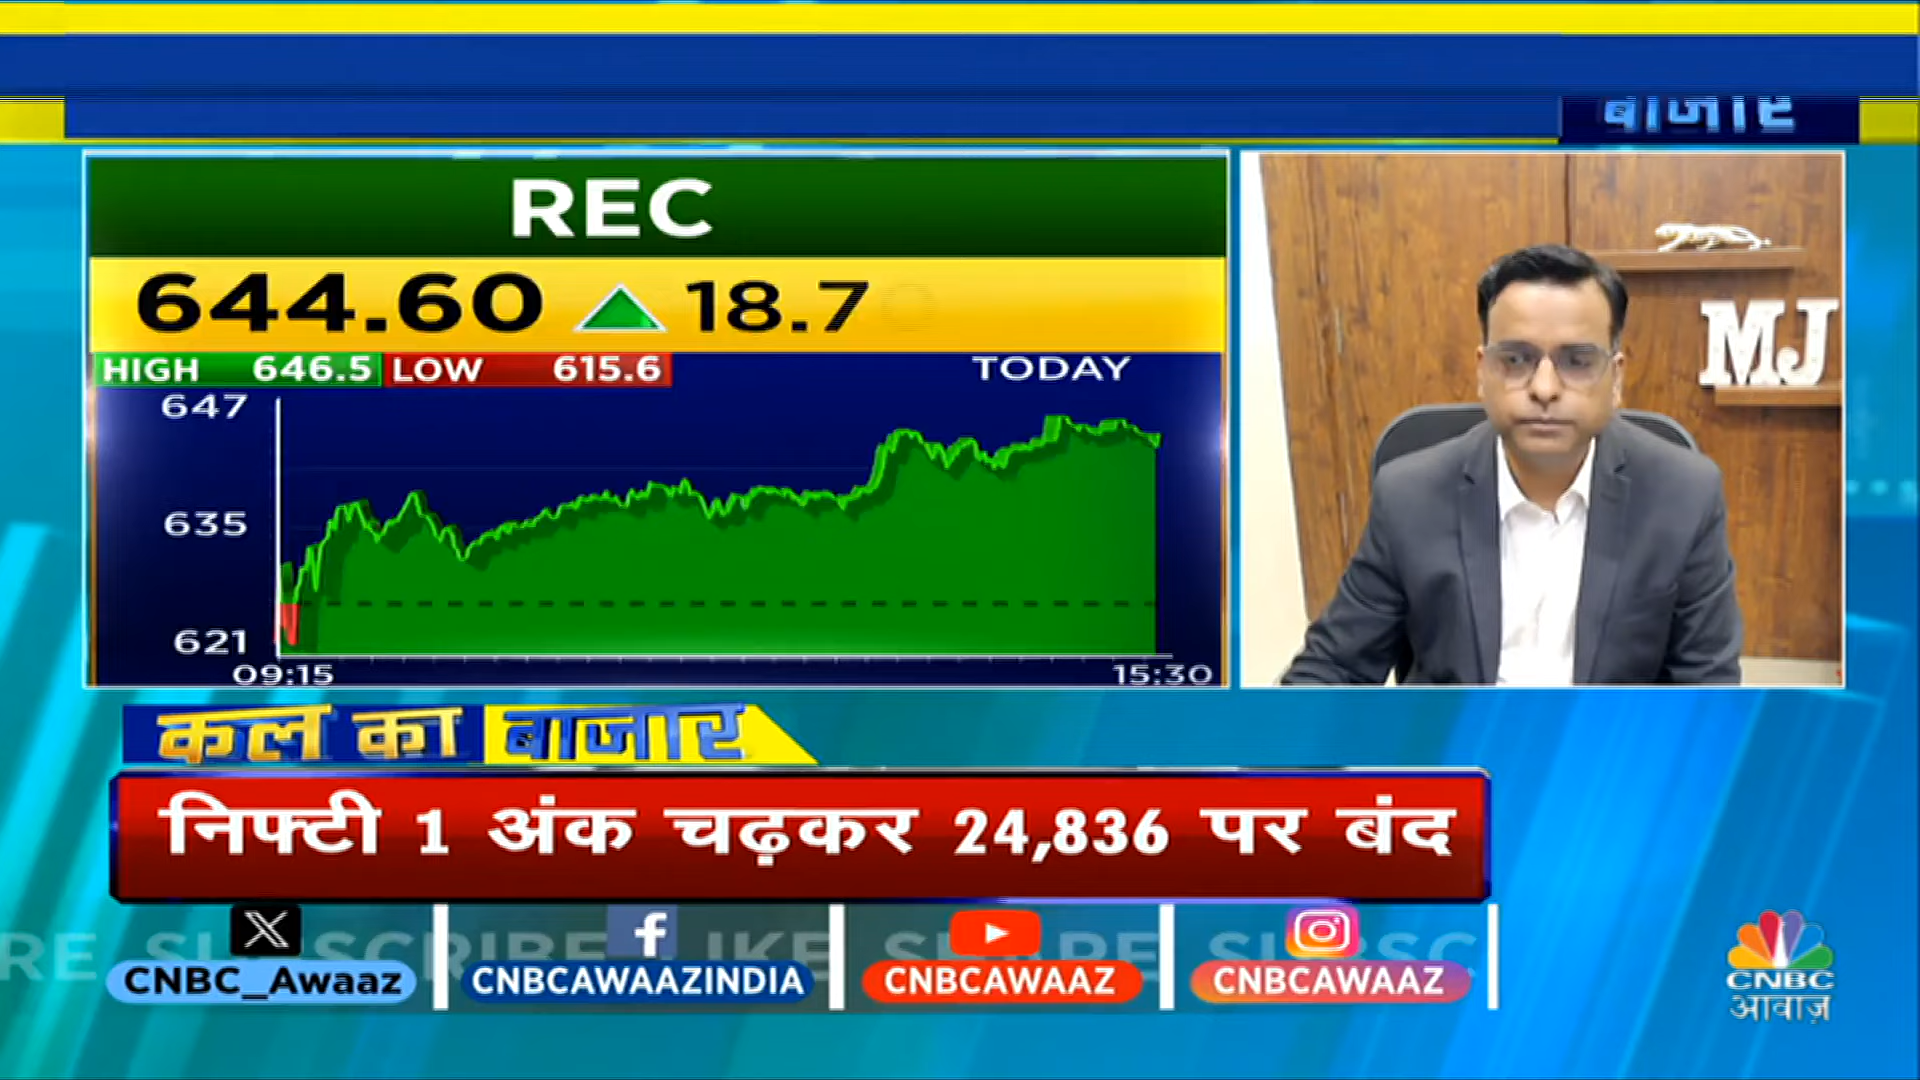 बाजार
REC
644.60 18.7
HIGH 646.5 LOW 615.6 TODAY
647
635
621
09:15 15:30
MJ
कल का बाजार
निफ्टी 1 अंक चढ़कर 24,836 पर बंद
CNBC_Awaaz CNBCAWAAZINDIA CNBCAWAAZ CNBCAWAAZ
CNBC
आवाज़